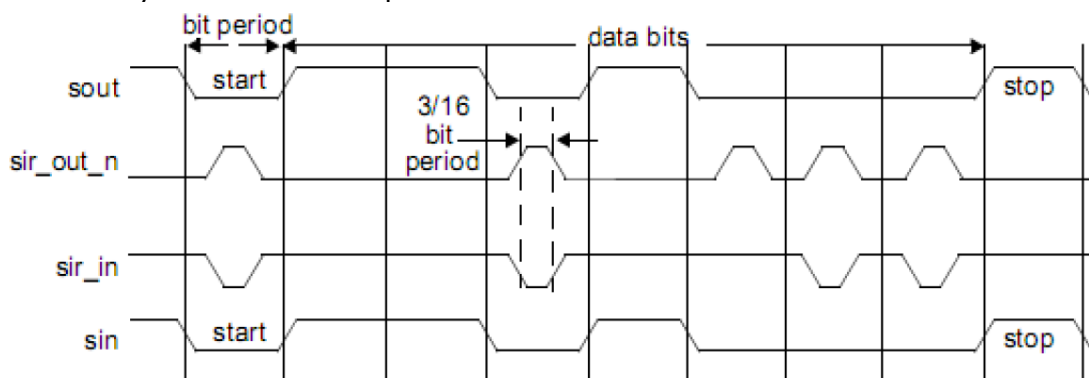 bit period
data bits
sout
start
stop
3/16
bit
period
sir_out_n
sir_in
sin
start
stop